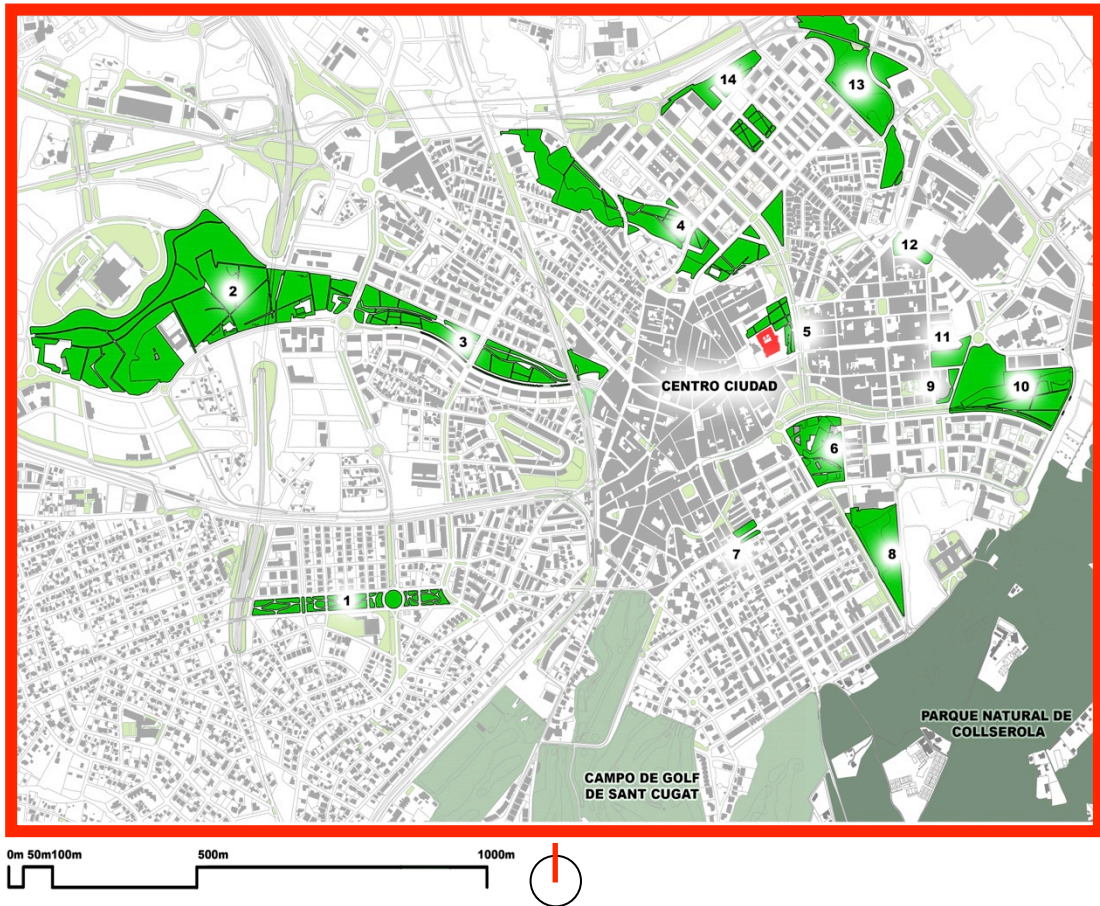 14
13
4
12
2
5
11
3
CENTRO CIUDAD
9
10
6
7
8
1
PARQUE NATURAL DE
COLLSEROLA
CAMPO DE GOLF
DE SANT CUGAT
0m 50m100m 500m 1000m